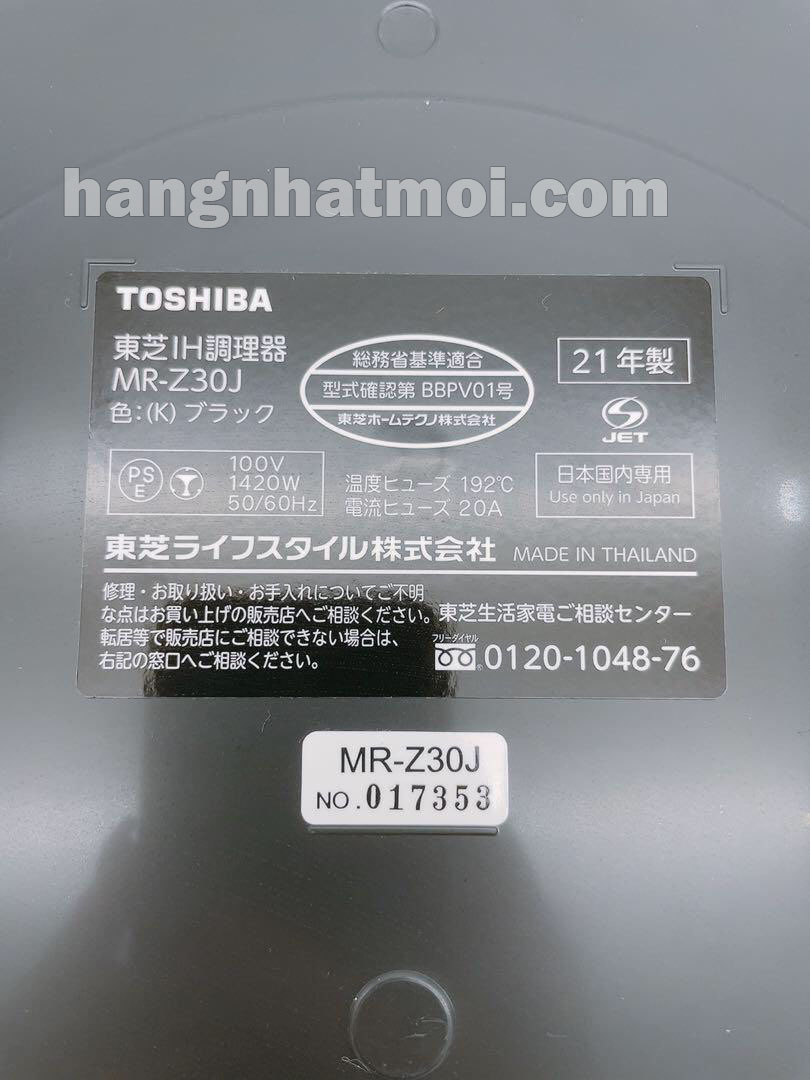 hangnhatmoi.com
TOSHIBA
東芝IH調理器
MR-Z30J
色:(K) ブラック
総務省基準適合
型式確認第 BBPV01号
東芝ホームテクノ株式会社
21年製
JET
PS
E
100V
1420W
50/60Hz
温度ヒューズ 192℃
電流ヒューズ 20A
日本国内専用
Use only in Japan
東芝ライフスタイル株式会社 MADE IN THAILAND
修理・お取り扱い・お手入れについてご不明
な点はお買い上げの販売店へご相談ください。
転居等で販売店にご相談できない場合は、
右記の窓口へご相談ください。
東芝生活家電ご相談センター
フリーダイヤル
0120-1048-76
MR-Z30J
NO.017353